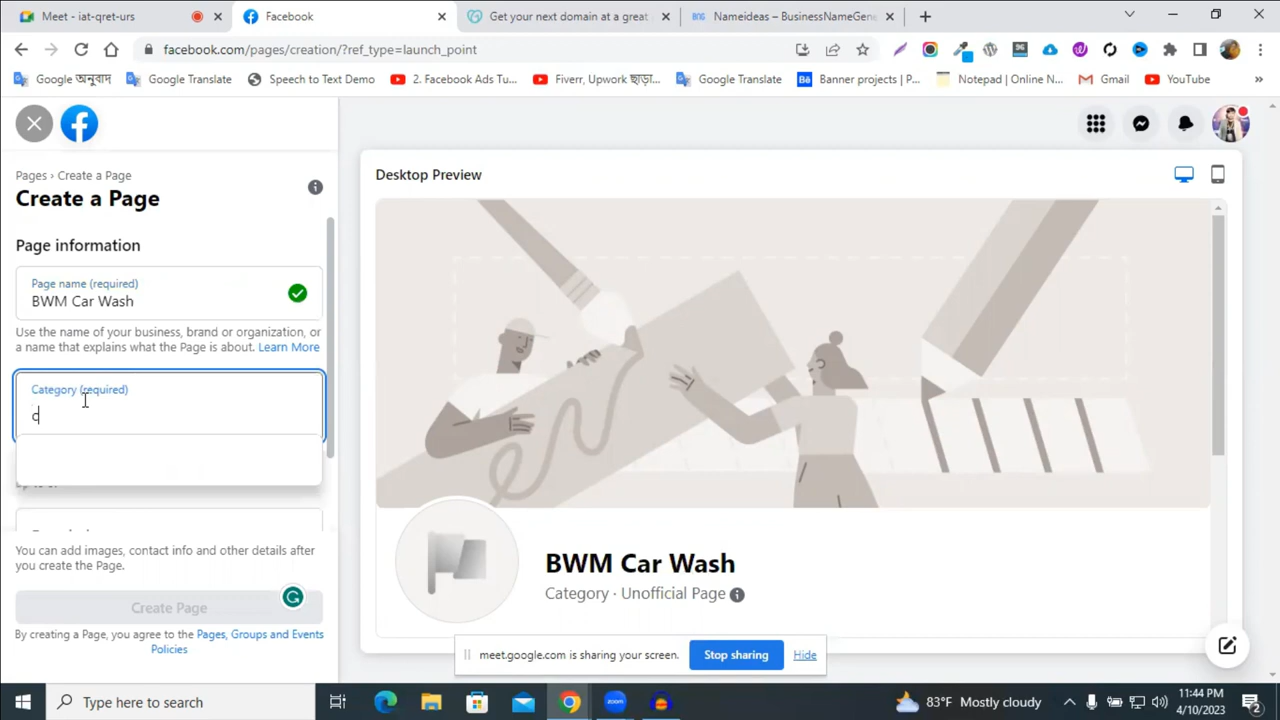 Meet - iat-qret-urs
Facebook
Get your next domain at a great
Nameideas – BusinessNameGene
facebook.com/pages/creation/?ref_type=launch_point
Google অনুবাদ
Google Translate
Speech to Text Demo
2. Facebook Ads Tu...
Fiverr, Upwork ছাড়া...
Google Translate
Banner projects | P...
Notepad | Online N...
Gmail
YouTube
»
Pages › Create a Page
Create a Page
Page information
Page name (required)
BWM Car Wash
Use the name of your business, brand or organization, or
a name that explains what the Page is about. Learn More
Category (required)
c
You can add images, contact info and other details after
you create the Page.
Create Page
By creating a Page, you agree to the Pages, Groups and Events
Policies
Desktop Preview
BWM Car Wash
Category · Unofficial Page
meet.google.com is sharing your screen.
Stop sharing
Hide
Type here to search
zoom
83°F Mostly cloudy
11:44 PM
4/10/2023
2